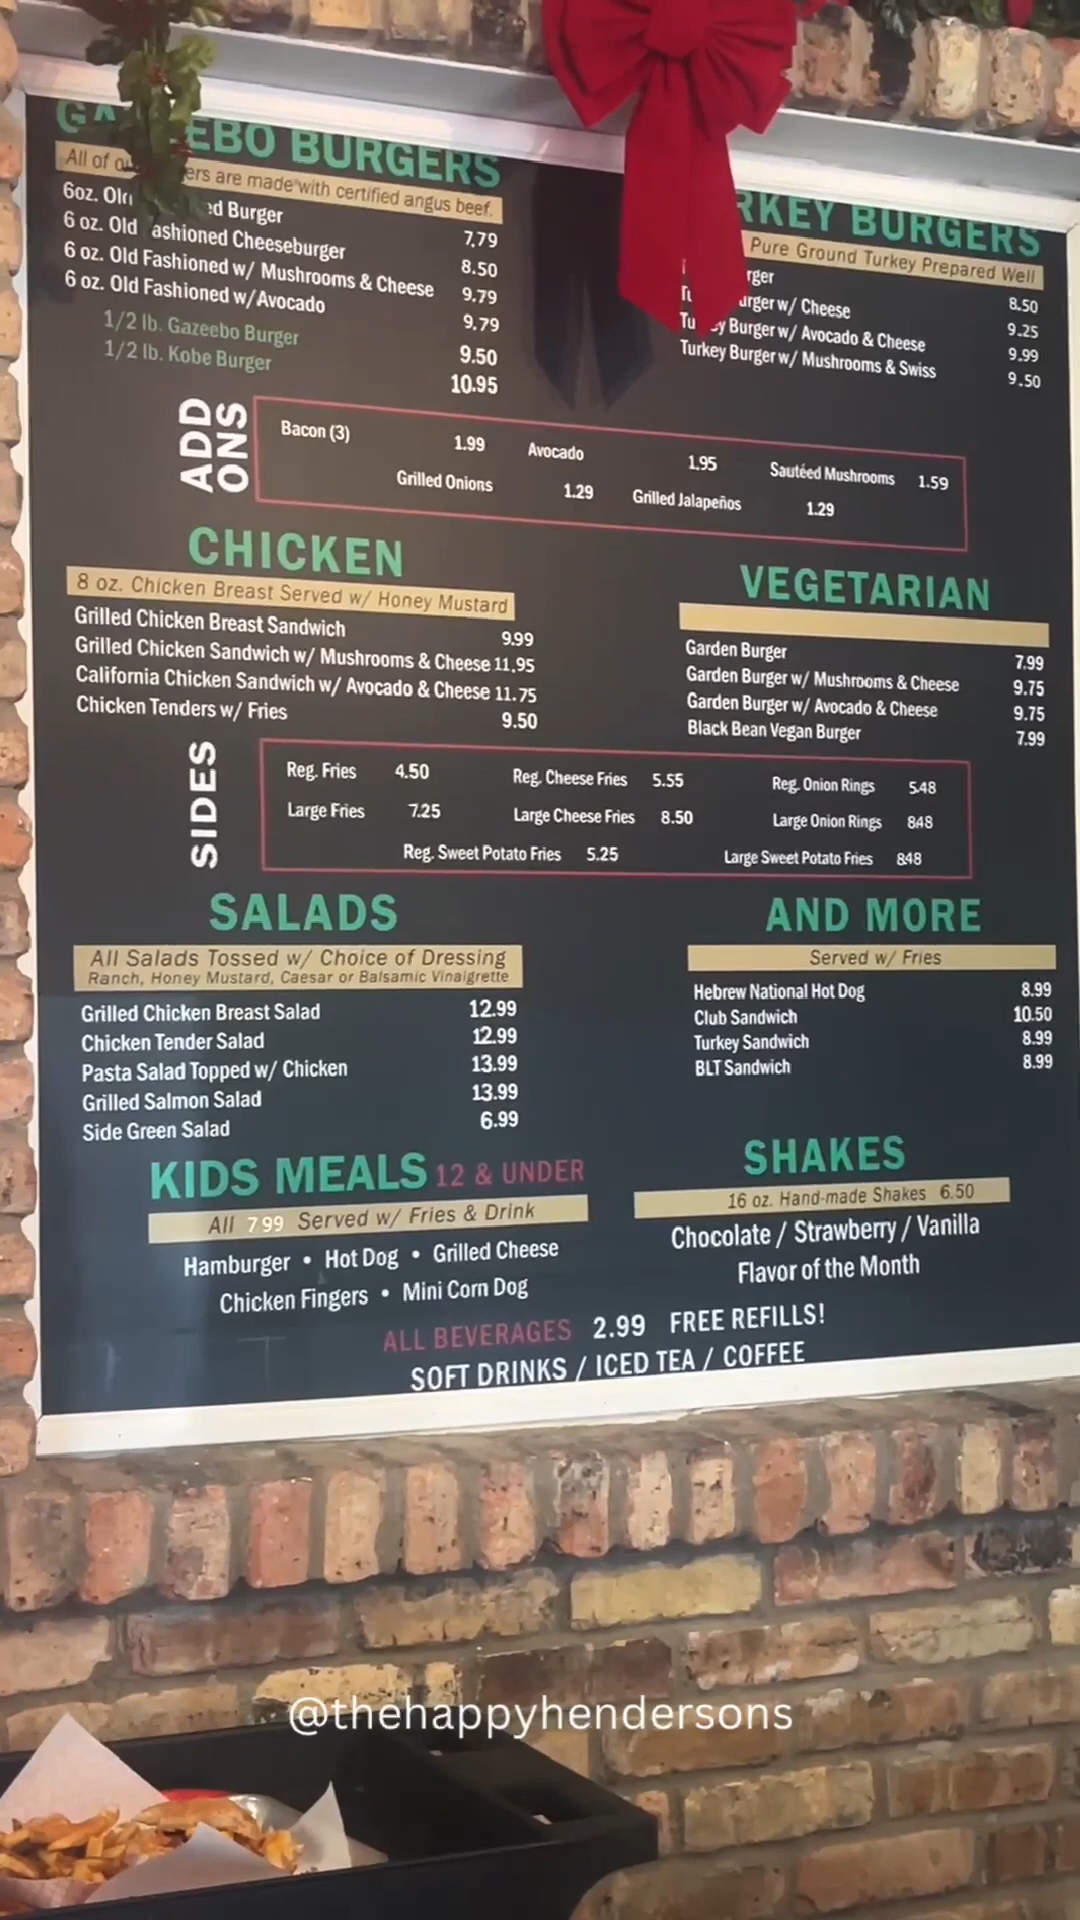 EBO BURGERS
All of ers are made with certified angus beef.
6oz. Old ed Burger 7.79
6 oz. Old ashioned Cheeseburger 8.50
6 oz. Old Fashioned w/ Mushrooms & Cheese 9.79
6 oz. Old Fashioned w/Avocado 9.79
1/2 lb. Gazeebo Burger 9.50
1/2 lb. Kobe Burger 10.95
RKEY BURGERS
Pure Ground Turkey Prepared Well
rger 8.50
urger w/ Cheese 9.25
Tu y Burger w/ Avocado & Cheese 9.99
Turkey Burger w/ Mushrooms & Swiss 9.50
ADD
ONS
Bacon (3) 1.99 Avocado 1.95 Sautéed Mushrooms 1.59
Grilled Onions 1.29 Grilled Jalapeños 1.29
CHICKEN
8 oz. Chicken Breast Served w/ Honey Mustard
Grilled Chicken Breast Sandwich 9.99
Grilled Chicken Sandwich w/ Mushrooms & Cheese 11.95
California Chicken Sandwich w/ Avocado & Cheese 11.75
Chicken Tenders w/ Fries 9.50
VEGETARIAN
Garden Burger 7.99
Garden Burger w/ Mushrooms & Cheese 9.75
Garden Burger w/ Avocado & Cheese 9.75
Black Bean Vegan Burger 7.99
SIDES
Reg. Fries 4.50 Reg. Cheese Fries 5.55 Reg. Onion Rings 5.48
Large Fries 7.25 Large Cheese Fries 8.50 Large Onion Rings 8.48
Reg. Sweet Potato Fries 5.25 Large Sweet Potato Fries 8.48
SALADS
All Salads Tossed w/ Choice of Dressing
Ranch, Honey Mustard, Caesar or Balsamic Vinaigrette
Grilled Chicken Breast Salad 12.99
Chicken Tender Salad 12.99
Pasta Salad Topped w/ Chicken 13.99
Grilled Salmon Salad 13.99
Side Green Salad 6.99
AND MORE
Served w/ Fries
Hebrew National Hot Dog 8.99
Club Sandwich 10.50
Turkey Sandwich 8.99
BLT Sandwich 8.99
KIDS MEALS 12 & UNDER
All 7.99 Served w/ Fries & Drink
Hamburger • Hot Dog • Grilled Cheese
Chicken Fingers • Mini Corn Dog
SHAKES
16 oz. Hand-made Shakes 6.50
Chocolate / Strawberry / Vanilla
Flavor of the Month
ALL BEVERAGES 2.99 FREE REFILLS!
SOFT DRINKS / ICED TEA / COFFEE
@thehappyhendersons